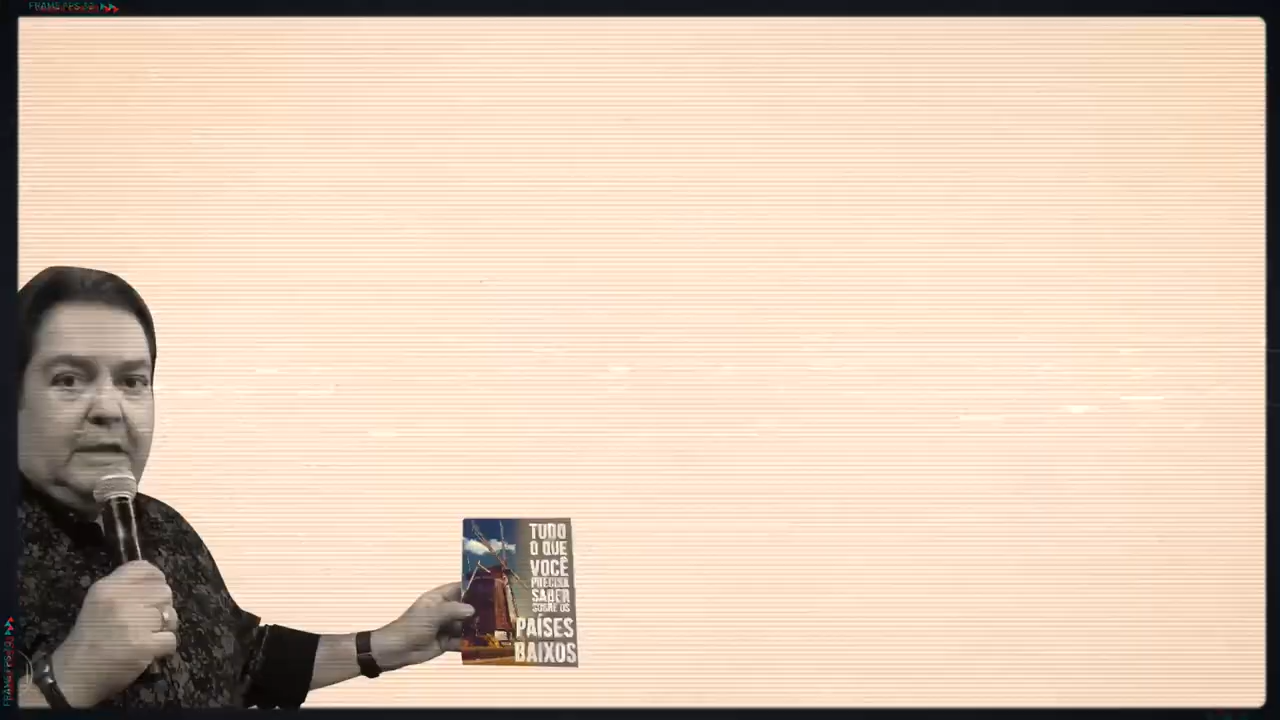 TUDO
O QUE
VOCÊ
PRECISA
SABER
SOBRE OS
PAÍSES
BAIXOS